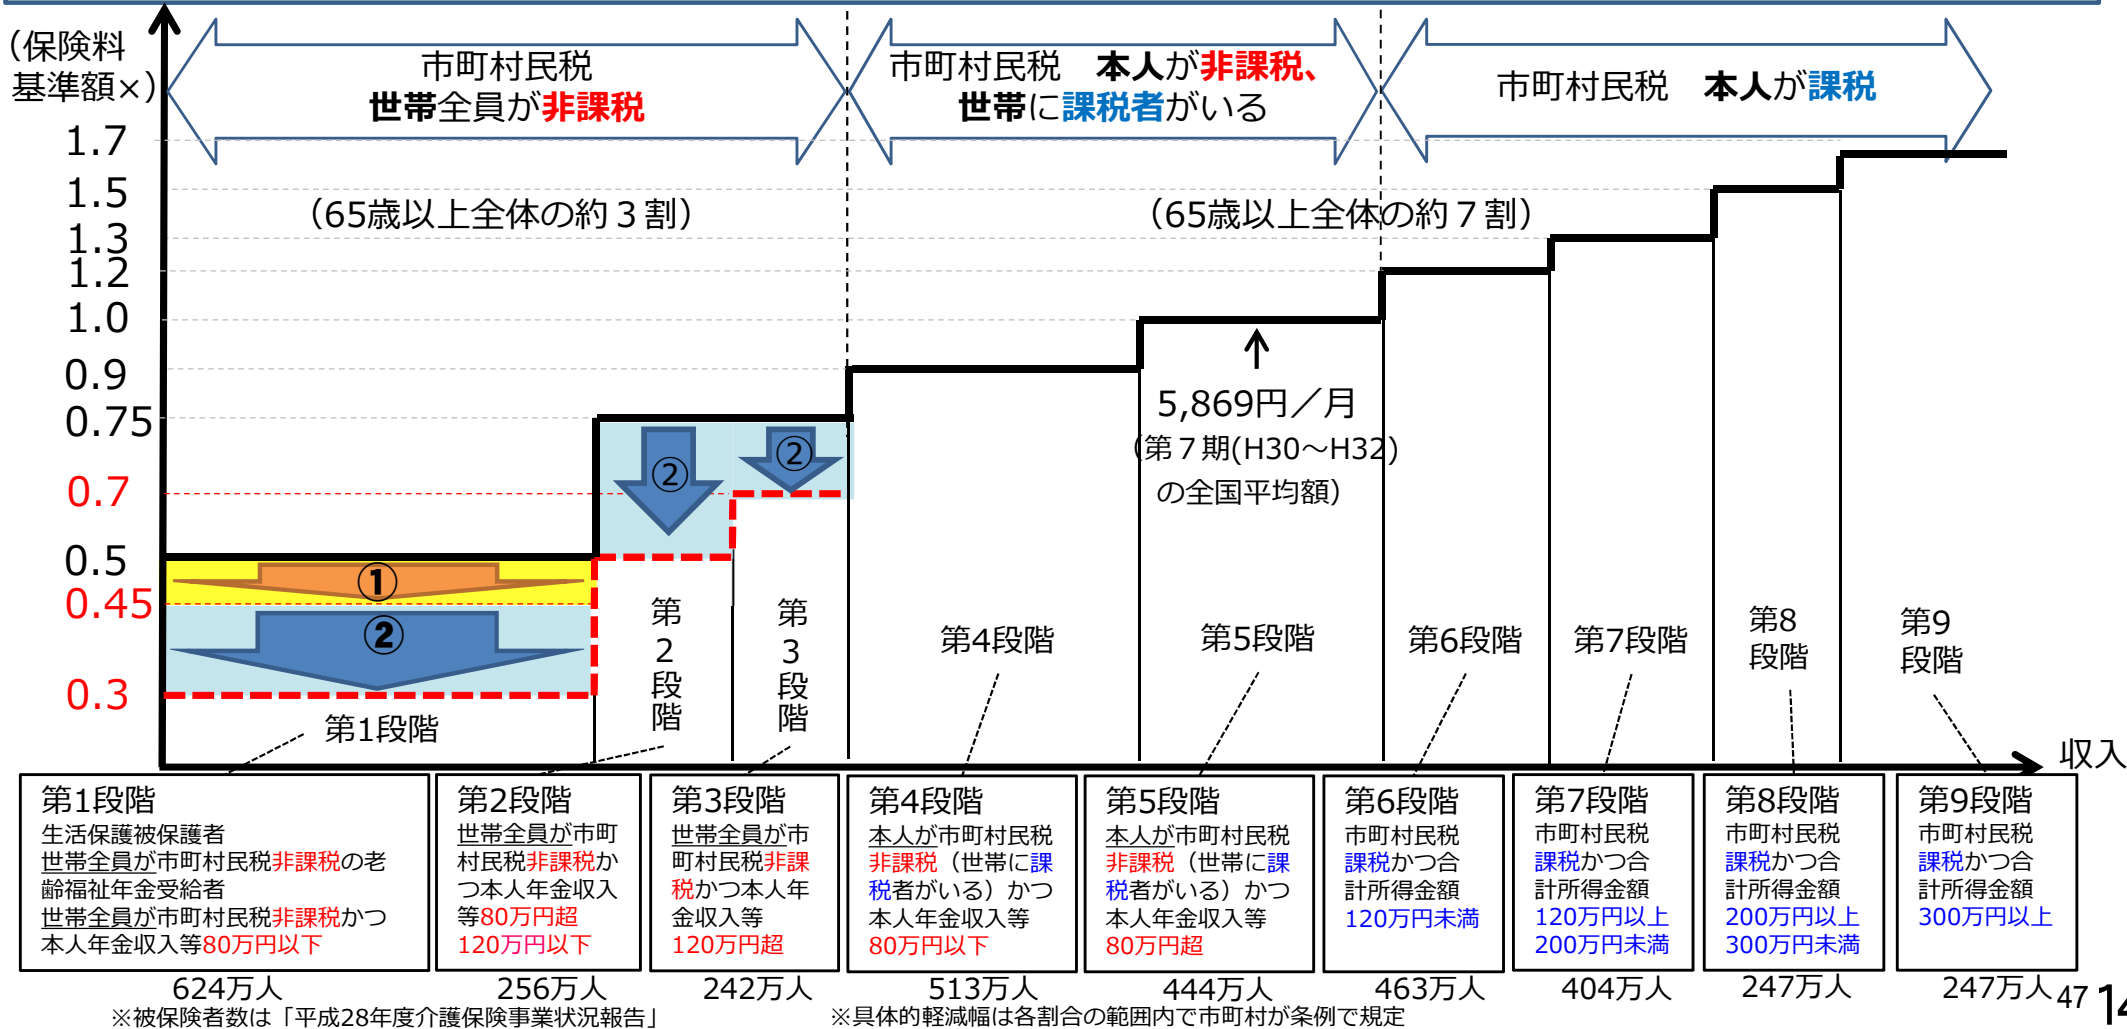 （保険料
基準額×）
市町村民税
世帯全員が非課税
市町村民税　本人が非課税、
世帯に課税者がいる
市町村民税　本人が課税
1.7
1.5
1.3
1.2
1.0
0.9
0.75
0.7
0.5
0.45
0.3
（65歳以上全体の約３割）
（65歳以上全体の約７割）
5,869円／月
（第７期(H30～H32)
の全国平均額）
①
②
②
②
第1段階
第2段階
第3段階
第4段階
第5段階
第6段階
第7段階
第8
段階
第9
段階
収入
第1段階
生活保護被保護者
世帯全員が市町村民税非課税の老
齢福祉年金受給者
世帯全員が市町村民税非課税かつ
本人年金収入等80万円以下
第2段階
世帯全員が市町
村民税非課税か
つ本人年金収入
等80万円超
120万円以下
第3段階
世帯全員が市
町村民税非課
税かつ本人年
金収入等
120万円超
第4段階
本人が市町村民税
非課税（世帯に課
税者がいる）かつ
本人年金収入等
80万円以下
第5段階
本人が市町村民税
非課税（世帯に課
税者がいる）かつ
本人年金収入等
80万円超
第6段階
市町村民税
課税かつ合
計所得金額
120万円未満
第7段階
市町村民税
課税かつ合
計所得金額
120万円以上
200万円未満
第8段階
市町村民税
課税かつ合
計所得金額
200万円以上
300万円未満
第9段階
市町村民税
課税かつ合
計所得金額
300万円以上
624万人
256万人
242万人
513万人
444万人
463万人
404万人
247万人
247万人
※被保険者数は「平成28年度介護保険事業状況報告」
※具体的軽減幅は各割合の範囲内で市町村が条例で規定
47
14